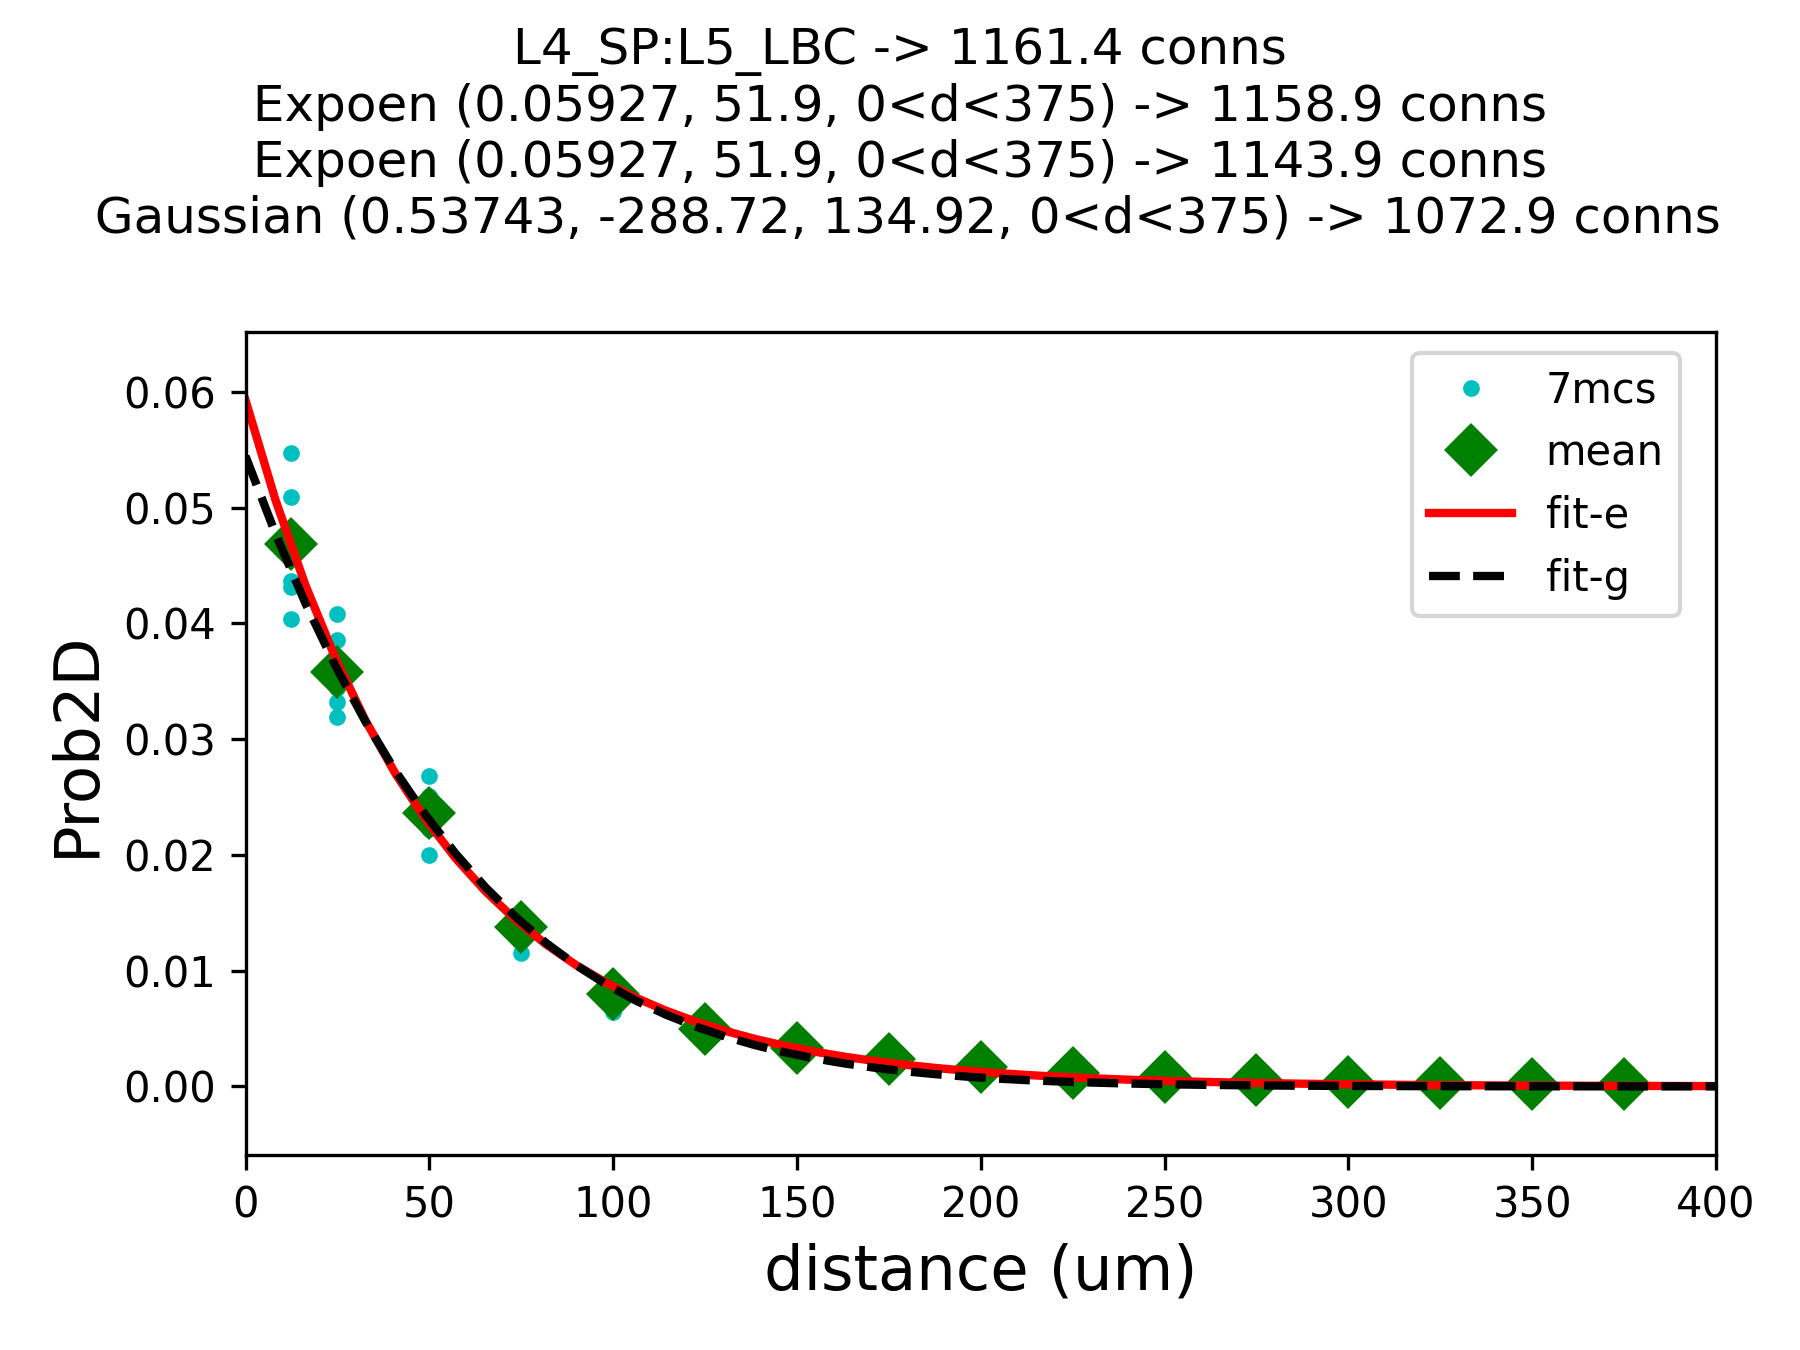 L4_SP:L5_LBC -> 1161.4 conns
Expoen (0.05927, 51.9, 0<d<375) -> 1158.9 conns
Expoen (0.05927, 51.9, 0<d<375) -> 1143.9 conns
Gaussian (0.53743, -288.72, 134.92, 0<d<375) -> 1072.9 conns
7mcs
mean
fit-e
fit-g
Prob2D
0.06
0.05
0.04
0.03
0.02
0.01
0.00
0 50 100 150 200 250 300 350 400
distance (um)